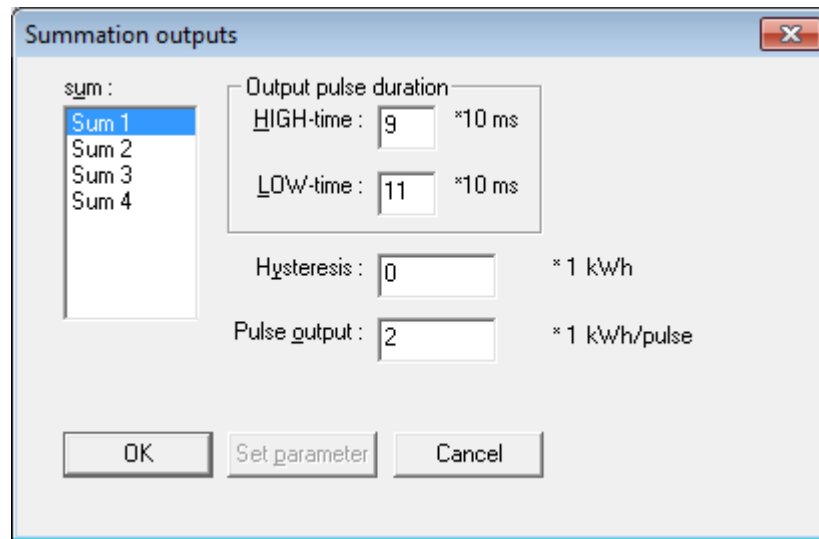 Summation outputs
sum :
Sum 1
Sum 2
Sum 3
Sum 4
Output pulse duration
HIGH-time : 9 *10 ms
LOW-time : 11 *10 ms
Hysteresis : 0 * 1 kWh
Pulse output : 2 * 1 kWh/pulse
OK Set parameter Cancel